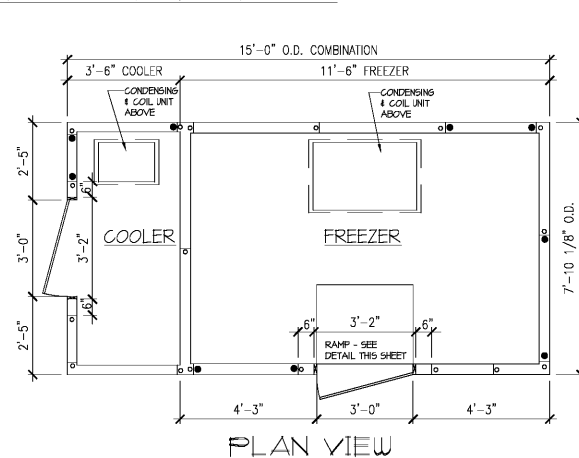 15'-0" O.D. COMBINATION
3'-6" COOLER
11'-6" FREEZER
CONDENSING
& COIL UNIT
ABOVE
CONDENSING
& COIL UNIT
ABOVE
2'-5"
6"
3'-0"
3'-2"
COOLER
FREEZER
7'-10 1/8" O.D.
6"
2'-5"
6"
3'-2"
6"
RAMP - SEE
DETAIL THIS SHEET
4'-3"
3'-0"
4'-3"
PLAN VIEW